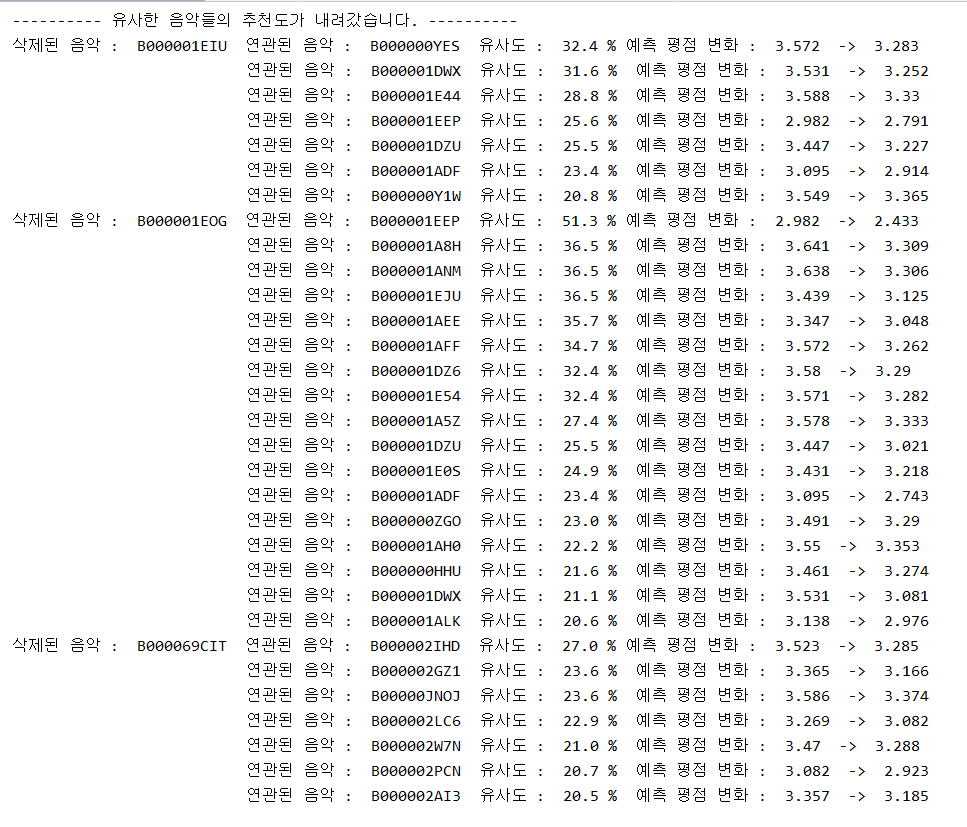 ---------- 유사한 음악들의 추천도가 내려갔습니다. ----------
삭제된 음악 : B000001EIU 연관된 음악 : B000000YES 유사도 : 32.4 % 예측 평점 변화 : 3.572 -> 3.283
연관된 음악 : B000001DWX 유사도 : 31.6 % 예측 평점 변화 : 3.531 -> 3.252
연관된 음악 : B000001E44 유사도 : 28.8 % 예측 평점 변화 : 3.588 -> 3.33
연관된 음악 : B000001EEP 유사도 : 25.6 % 예측 평점 변화 : 2.982 -> 2.791
연관된 음악 : B000001DZU 유사도 : 25.5 % 예측 평점 변화 : 3.447 -> 3.227
연관된 음악 : B000001ADF 유사도 : 23.4 % 예측 평점 변화 : 3.095 -> 2.914
연관된 음악 : B000000Y1W 유사도 : 20.8 % 예측 평점 변화 : 3.549 -> 3.365
삭제된 음악 : B000001EOG 연관된 음악 : B000001EEP 유사도 : 51.3 % 예측 평점 변화 : 2.982 -> 2.433
연관된 음악 : B000001A8H 유사도 : 36.5 % 예측 평점 변화 : 3.641 -> 3.309
연관된 음악 : B000001ANM 유사도 : 36.5 % 예측 평점 변화 : 3.638 -> 3.306
연관된 음악 : B000001EJU 유사도 : 36.5 % 예측 평점 변화 : 3.439 -> 3.125
연관된 음악 : B000001AEE 유사도 : 35.7 % 예측 평점 변화 : 3.347 -> 3.048
연관된 음악 : B000001AFF 유사도 : 34.7 % 예측 평점 변화 : 3.572 -> 3.262
연관된 음악 : B000001DZ6 유사도 : 32.4 % 예측 평점 변화 : 3.58 -> 3.29
연관된 음악 : B000001E54 유사도 : 32.4 % 예측 평점 변화 : 3.571 -> 3.282
연관된 음악 : B000001A5Z 유사도 : 27.4 % 예측 평점 변화 : 3.578 -> 3.333
연관된 음악 : B000001DZU 유사도 : 25.5 % 예측 평점 변화 : 3.447 -> 3.021
연관된 음악 : B000001E0S 유사도 : 24.9 % 예측 평점 변화 : 3.431 -> 3.218
연관된 음악 : B000001ADF 유사도 : 23.4 % 예측 평점 변화 : 3.095 -> 2.743
연관된 음악 : B000000ZGO 유사도 : 23.0 % 예측 평점 변화 : 3.491 -> 3.29
연관된 음악 : B000001AH0 유사도 : 22.2 % 예측 평점 변화 : 3.55 -> 3.353
연관된 음악 : B000000HHU 유사도 : 21.6 % 예측 평점 변화 : 3.461 -> 3.274
연관된 음악 : B000001DWX 유사도 : 21.1 % 예측 평점 변화 : 3.531 -> 3.081
연관된 음악 : B000001ALK 유사도 : 20.6 % 예측 평점 변화 : 3.138 -> 2.976
삭제된 음악 : B000069CIT 연관된 음악 : B000002IHD 유사도 : 27.0 % 예측 평점 변화 : 3.523 -> 3.285
연관된 음악 : B000002GZ1 유사도 : 23.6 % 예측 평점 변화 : 3.365 -> 3.166
연관된 음악 : B00000JNOJ 유사도 : 23.6 % 예측 평점 변화 : 3.586 -> 3.374
연관된 음악 : B000002LC6 유사도 : 22.9 % 예측 평점 변화 : 3.269 -> 3.082
연관된 음악 : B000002W7N 유사도 : 21.0 % 예측 평점 변화 : 3.47 -> 3.288
연관된 음악 : B000002PCN 유사도 : 20.7 % 예측 평점 변화 : 3.082 -> 2.923
연관된 음악 : B000002AI3 유사도 : 20.5 % 예측 평점 변화 : 3.357 -> 3.185